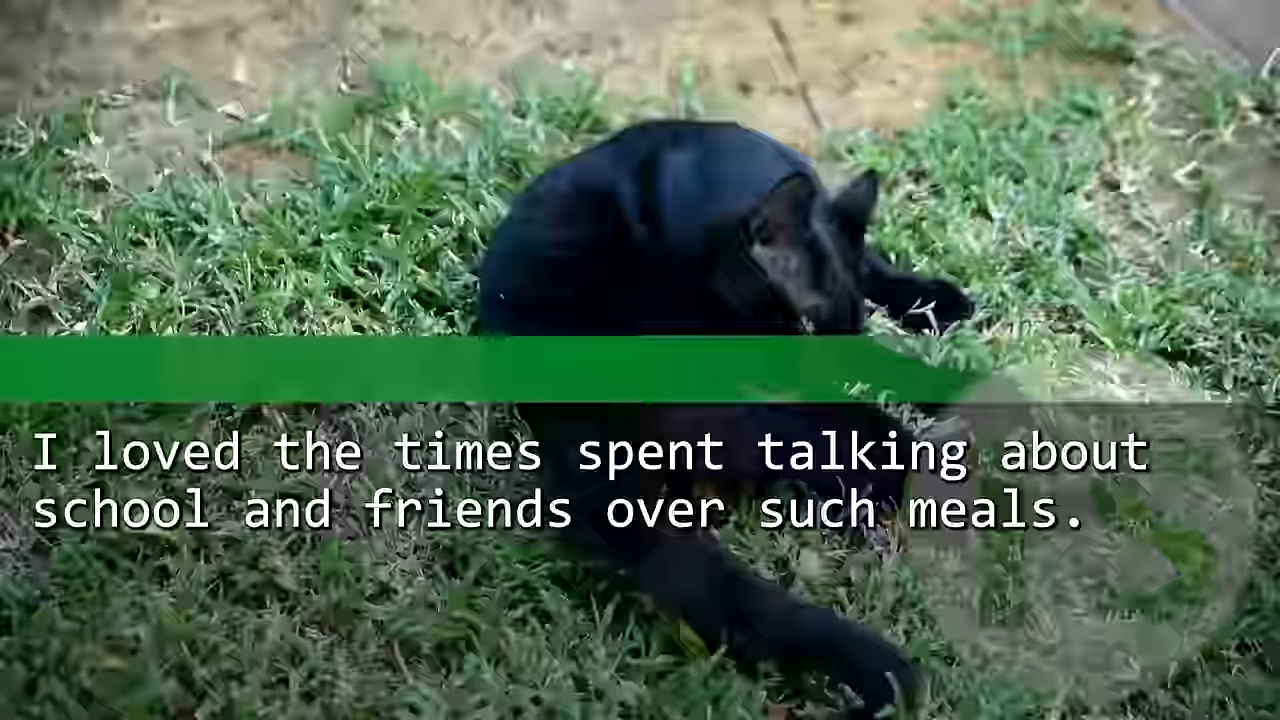 I loved the times spent talking about
school and friends over such meals.